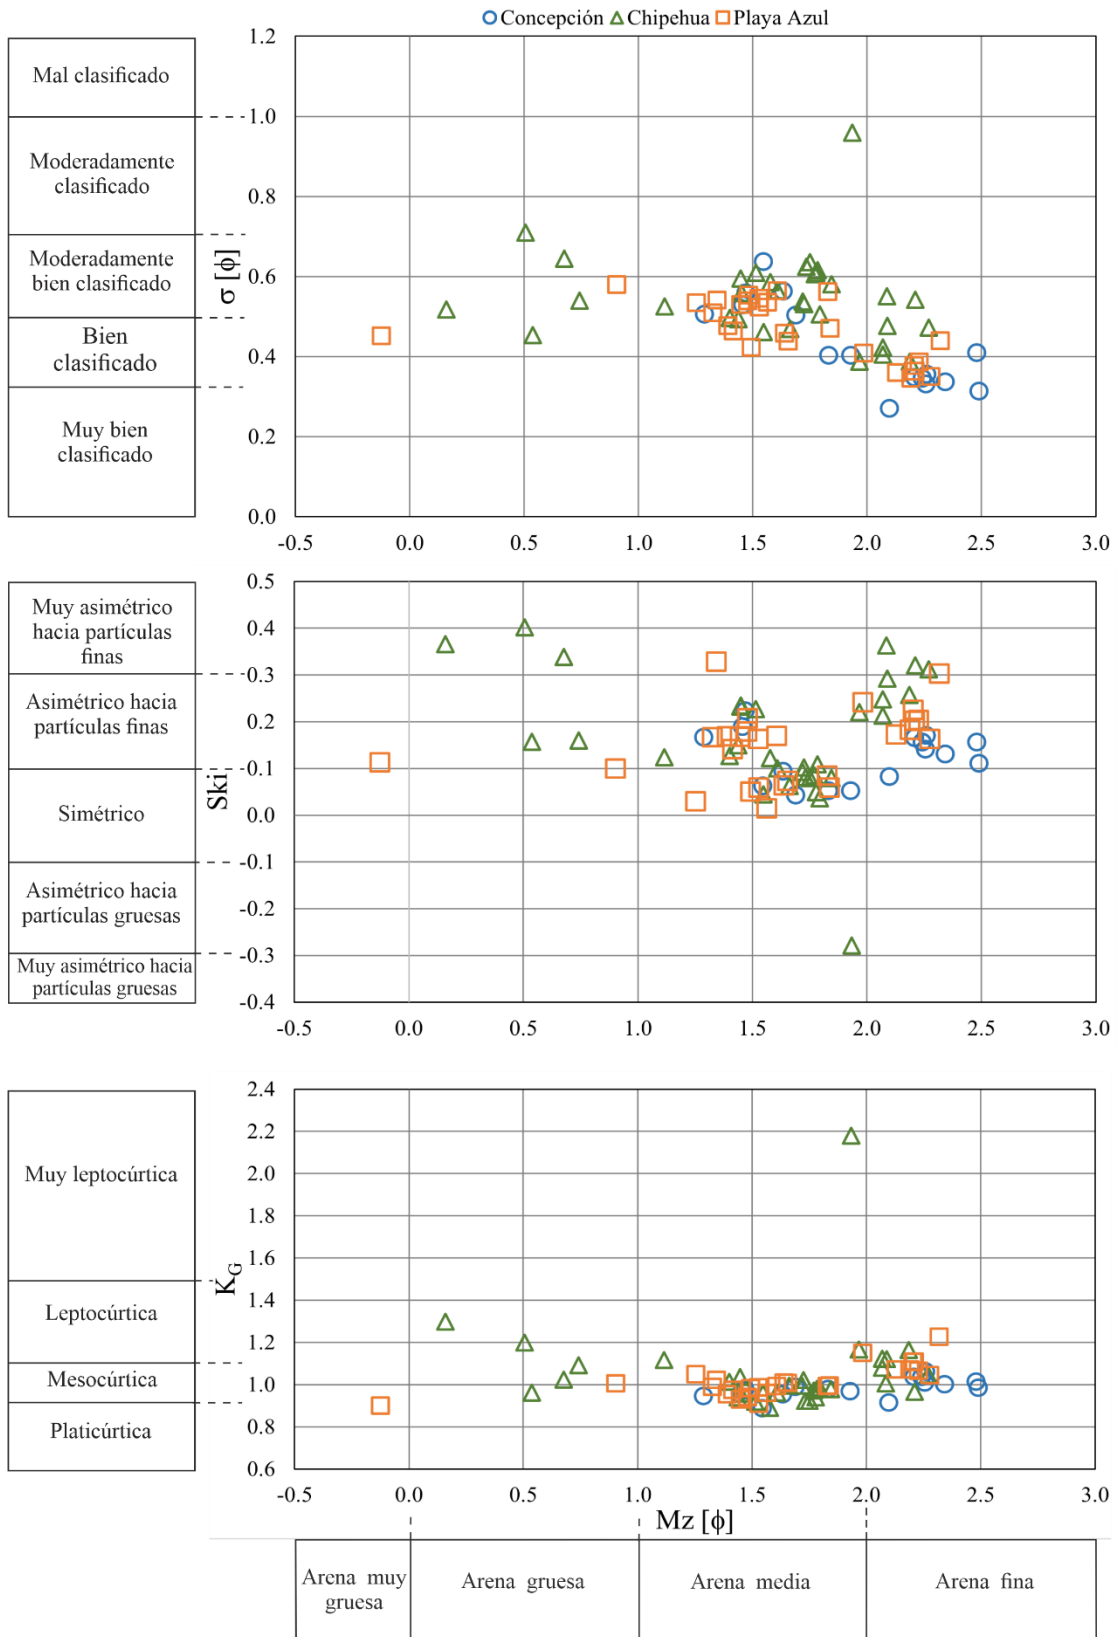 Concepción Chipehua Playa Azul
Mal clasificado
Moderadamente
clasificado
Moderadamente
bien clasificado
Bien
clasificado
Muy bien
clasificado
σ [ϕ]
1.2
1.0
0.8
0.6
0.4
0.2
0.0
-0.5 0.0 0.5 1.0 1.5 2.0 2.5 3.0
Muy asimétrico
hacia partículas
finas
Asimétrico hacia
partículas finas
Simétrico
Asimétrico hacia
partículas gruesas
Muy asimétrico hacia
partículas gruesas
Ski
0.5
0.4
0.3
0.2
0.1
0.0
-0.1
-0.2
-0.3
-0.4
-0.5 0.0 0.5 1.0 1.5 2.0 2.5 3.0
Muy leptocúrtica
Leptocúrtica
Mesocúrtica
Platicúrtica
K_G
2.4
2.2
2.0
1.8
1.6
1.4
1.2
1.0
0.8
0.6
-0.5 0.0 0.5 1.0 1.5 2.0 2.5 3.0
Mz [ϕ]
Arena muy
gruesa
Arena gruesa
Arena media
Arena fina